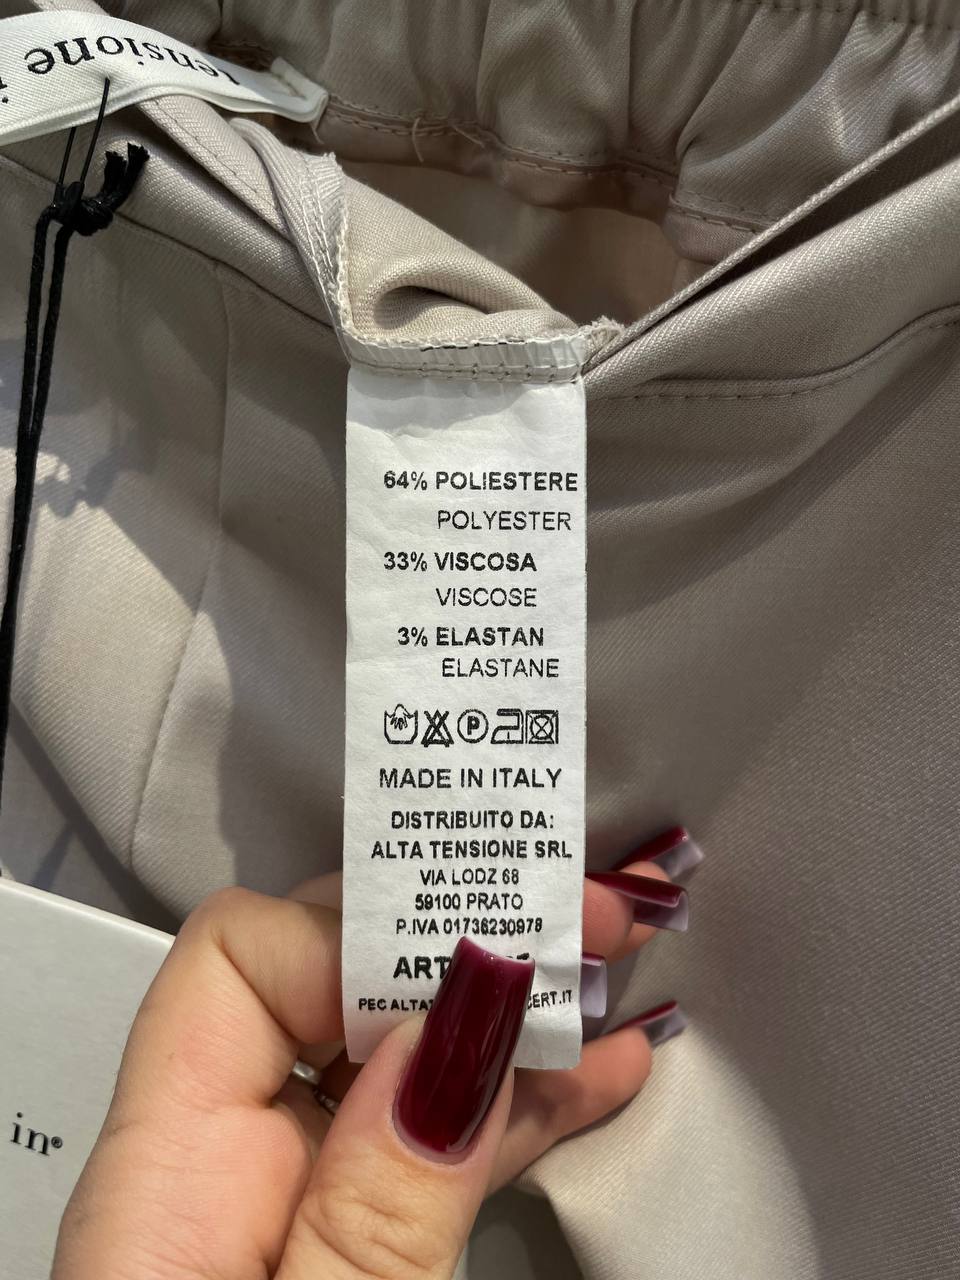 tensione i
64% POLIESTERE
POLYESTER
33% VISCOSA
VISCOSE
3% ELASTAN
ELASTANE
P
MADE IN ITALY
DISTRIBUITO DA:
ALTA TENSIONE SRL
VIA LODZ 68
59100 PRATO
P.IVA 01736230978
ART
PEC ALTAT CERT.IT
in®